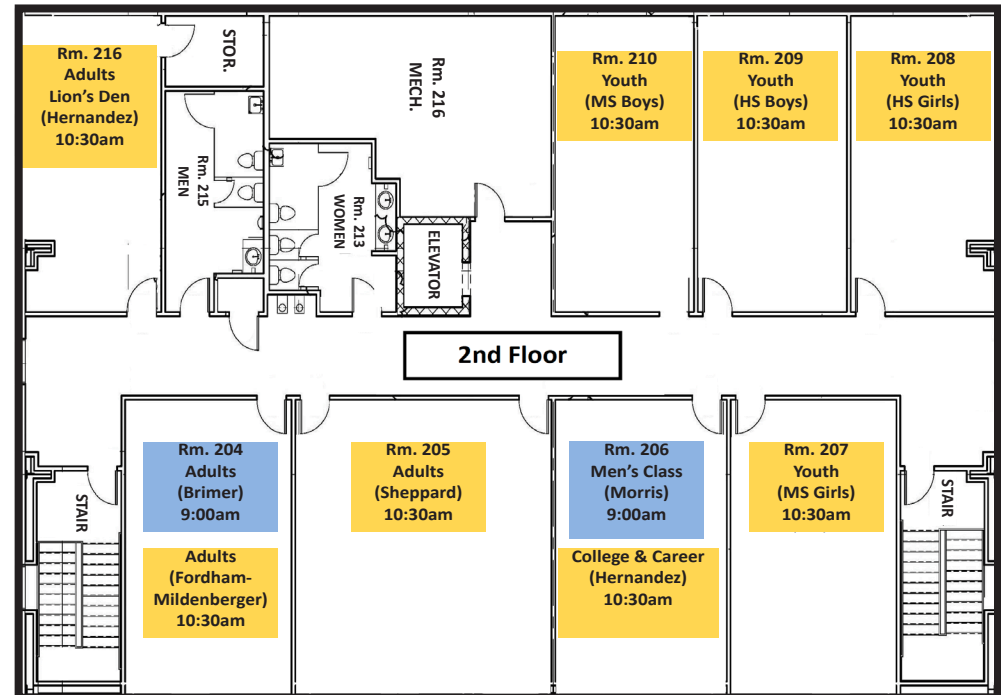 Rm. 216
Adults
Lion's Den
(Hernandez)
10:30am
STOR.
Rm. 216
MECH.
Rm. 210
Youth
(MS Boys)
10:30am
Rm. 209
Youth
(HS Boys)
10:30am
Rm. 208
Youth
(HS Girls)
10:30am
Rm. 215
MEN
Rm. 213
WOMEN
ELEVATOR
2nd Floor
STAIR
Rm. 204
Adults
(Brimer)
9:00am
Adults
(Fordham-
Mildenberger)
10:30am
Rm. 205
Adults
(Sheppard)
10:30am
Rm. 206
Men's Class
(Morris)
9:00am
College & Career
(Hernandez)
10:30am
Rm. 207
Youth
(MS Girls)
10:30am
STAIR